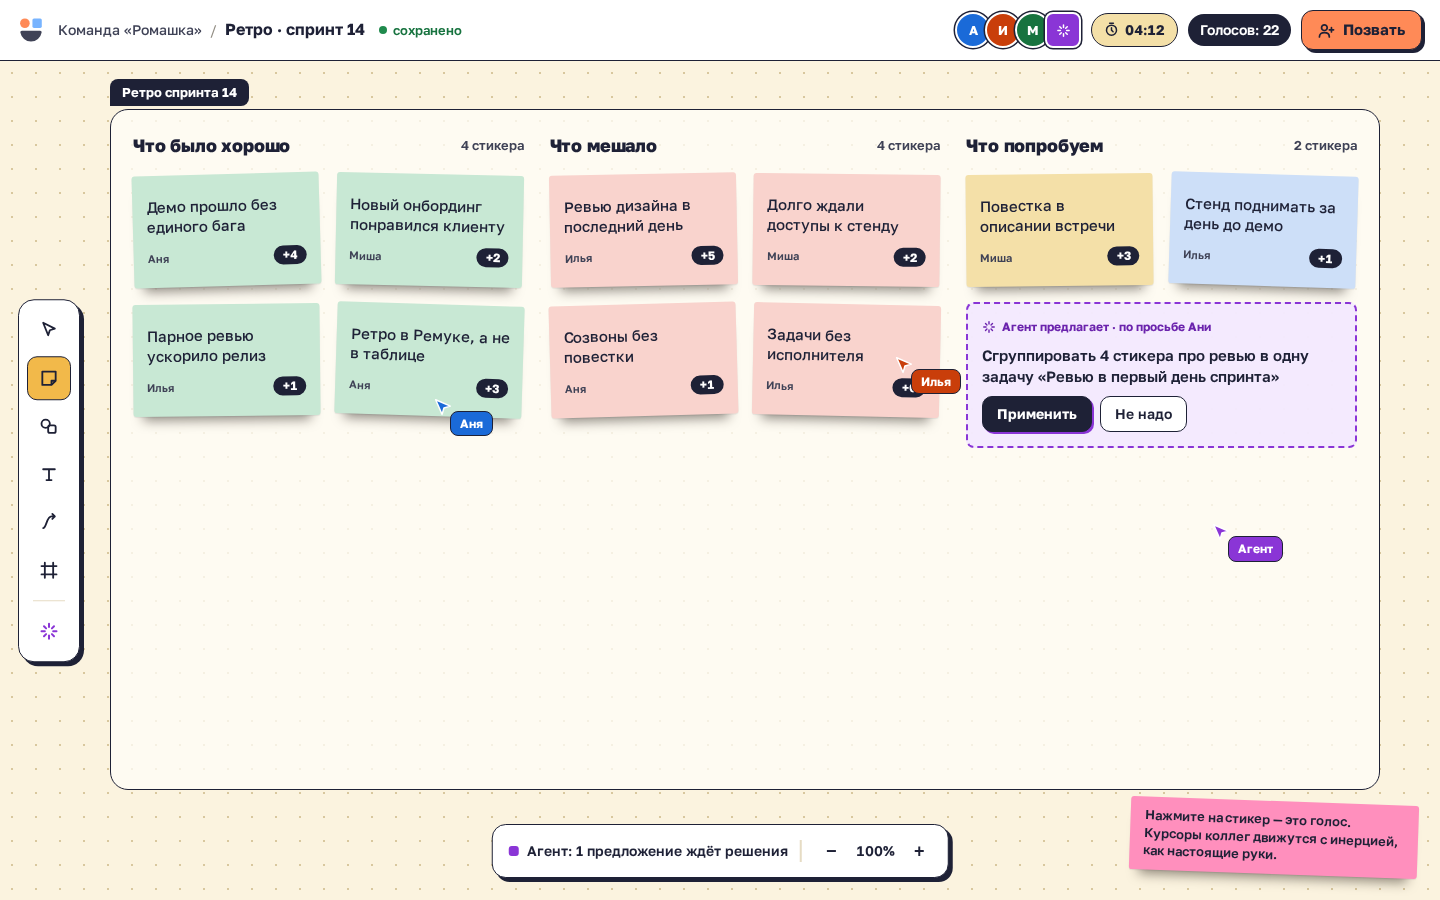 Команда «Ромашка» / Ретро · спринт 14
сохранено
А
И
М
04:12
Голосов: 22
Позвать
Ретро спринта 14
Что было хорошо
4 стикера
Демо прошло без
единого бага
Аня
+4
Новый онбординг
понравился клиенту
Миша
+2
Парное ревью
ускорило релиз
Илья
+1
Ретро в Ремуке, а не
в таблице
Аня
+3
Аня
Что мешало
4 стикера
Ревью дизайна в
последний день
Илья
+5
Долго ждали
доступы к стенду
Миша
+2
Созвоны без
повестки
Аня
+1
Задачи без
исполнителя
Илья
Илья
Что попробуем
2 стикера
Повестка в
описании встречи
Миша
+3
Стенд поднимать за
день до демо
Илья
+1
Агент предлагает · по просьбе Ани
Сгруппировать 4 стикера про ревью в одну
задачу «Ревью в первый день спринта»
Применить
Не надо
Агент
Агент: 1 предложение ждёт решения
− 100% +
Нажмите на стикер — это голос.
Курсоры коллег движутся с инерцией,
как настоящие руки.